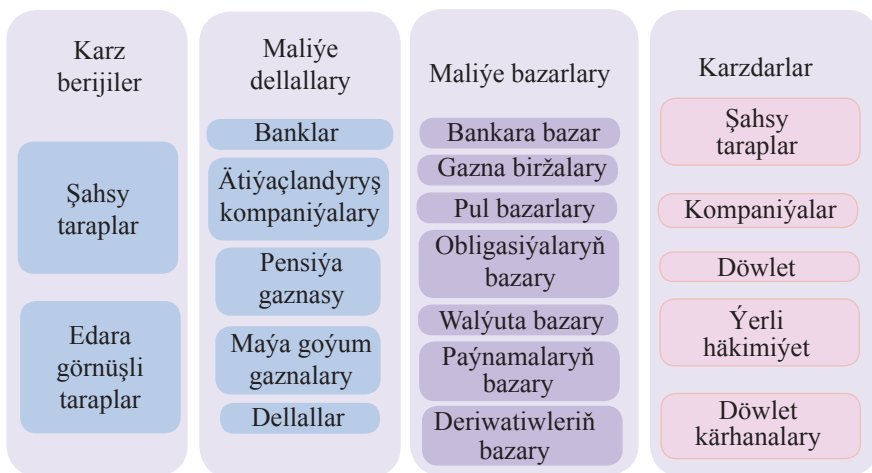 Karz
berijiler
Şahsy
taraplar
Edara
görnüşli
taraplar
Maliýe
dellallary
Banklar
Ätiýaçlandyryş
kompaniýalary
Pensiýa
gaznasy
Maýa goýum
gaznalary
Dellallar
Maliýe bazarlary
Bankara bazar
Gazna biržalary
Pul bazarlary
Obligasiýalaryň
bazary
Walýuta bazary
Paýnamalaryň
bazary
Deriwatiwleriň
bazary
Karzdarlar
Şahsy
taraplar
Kompaniýalar
Döwlet
Ýerli
häkimiýet
Döwlet
kärhanalary